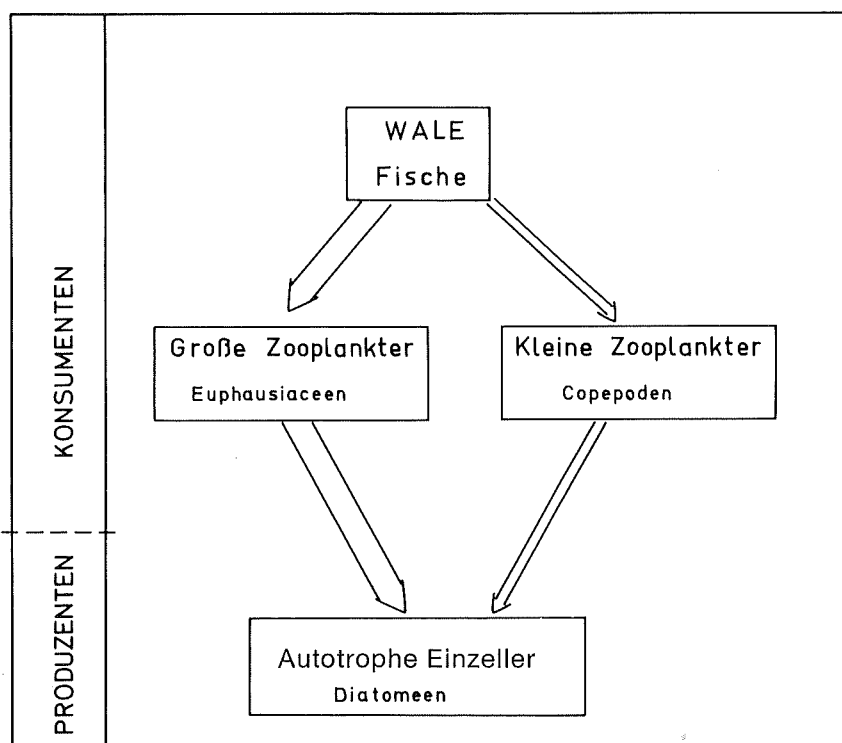 WALE
Fische
KONSUMENTEN
Große Zooplankter
Euphausiaceen
Kleine Zooplankter
Copepoden
PRODUZENTEN
Autotrophe Einzeller
Diatomeen